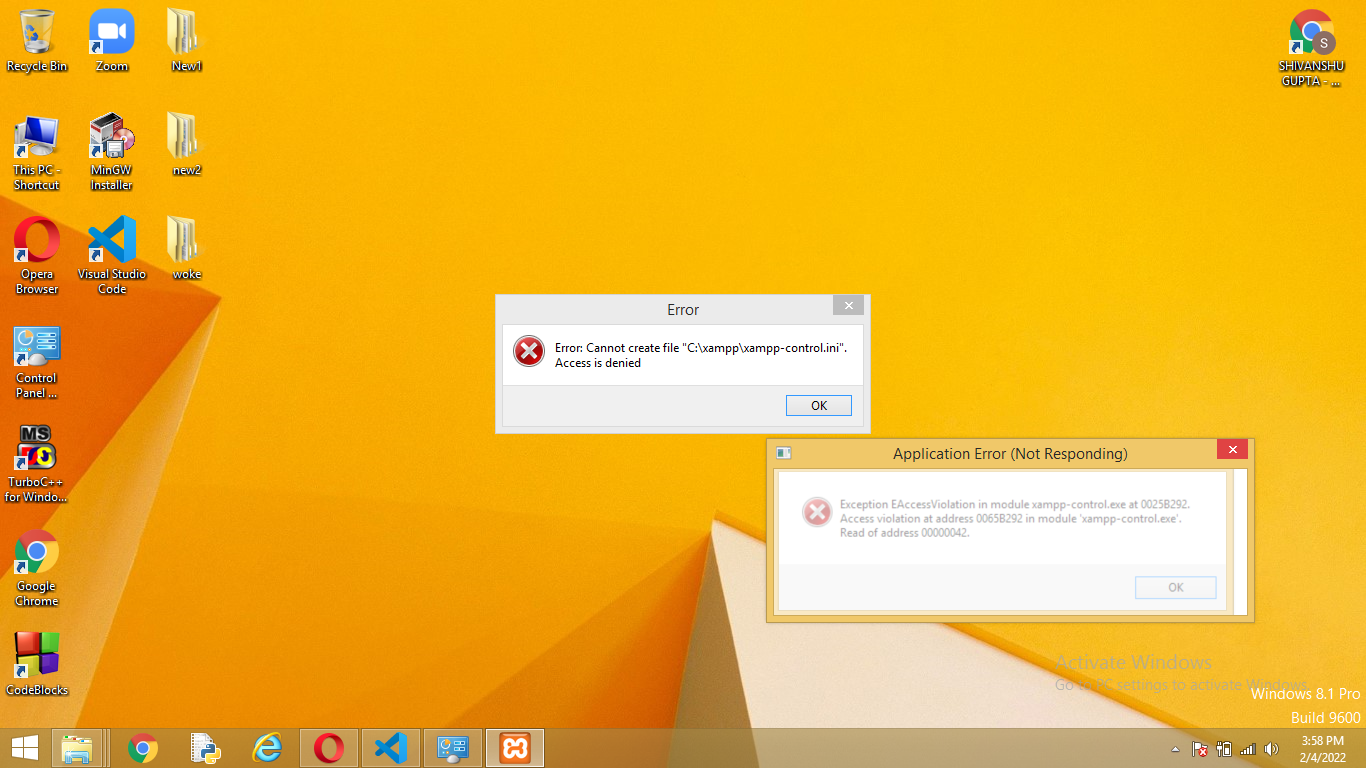 Recycle Bin
Zoom
New1
S
SHIVANSHU
GUPTA - ...
This PC -
Shortcut
MinGW
Installer
new2
Opera
Browser
Visual Studio
Code
woke
Error
Error: Cannot create file "C:\xampp\xampp-control.ini".
Access is denied
OK
Control
Panel ...
MS
TurboC++
for Windo...
Application Error (Not Responding)
Exception EAccessViolation in module xampp-control.exe at 0025B292.
Access violation at address 0065B292 in module 'xampp-control.exe'.
Read of address 00000042.
OK
Google
Chrome
CodeBlocks
Activate Windows
Go to PC settings to activate Windows.
Windows 8.1 Pro
Build 9600
3:58 PM
2/4/2022